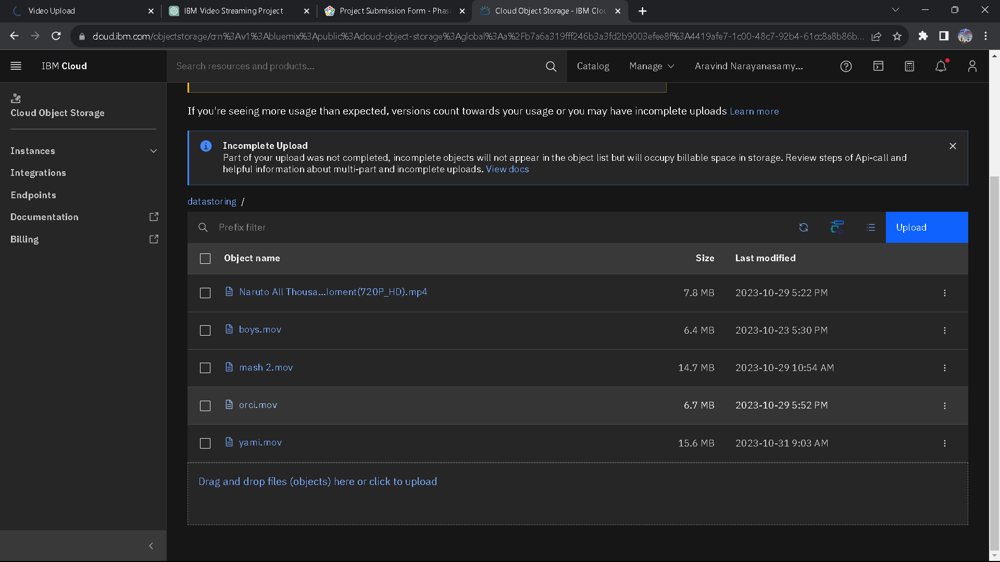 Video Upload
IBM Video Streaming Project
Project Submission Form - Phas
Cloud Object Storage - IBM Clou
cloud.ibm.com/objectstorage/crn%3Av1%3Abluemix%3Apublic%3Acloud-object-storage%3Aglobal%3Aa%2Fb7a6a319fff246b3a3fd2b9003efee8f%3A4419afe7-1c00-48c7-92b4-61cc8a8b86b...
IBM Cloud
Search resources and products...
Catalog
Manage
Aravind Narayanasamy...
Cloud Object Storage
Instances
Integrations
Endpoints
Documentation
Billing
If you're seeing more usage than expected, versions count towards your usage or you may have incomplete uploads Learn more
Incomplete Upload
Part of your upload was not completed, incomplete objects will not appear in the object list but will occupy billable space in storage. Review steps of Api-call and
helpful information about multi-part and incomplete uploads. View docs
datastoring /
Prefix filter
Upload
Object name Size Last modified
Naruto All Thousa...loment(720P_HD).mp4 7.8 MB 2023-10-29 5:22 PM
boys.mov 6.4 MB 2023-10-23 5:30 PM
mash 2.mov 14.7 MB 2023-10-29 10:54 AM
orci.mov 6.7 MB 2023-10-29 5:52 PM
yami.mov 15.6 MB 2023-10-31 9:03 AM
Drag and drop files (objects) here or click to upload